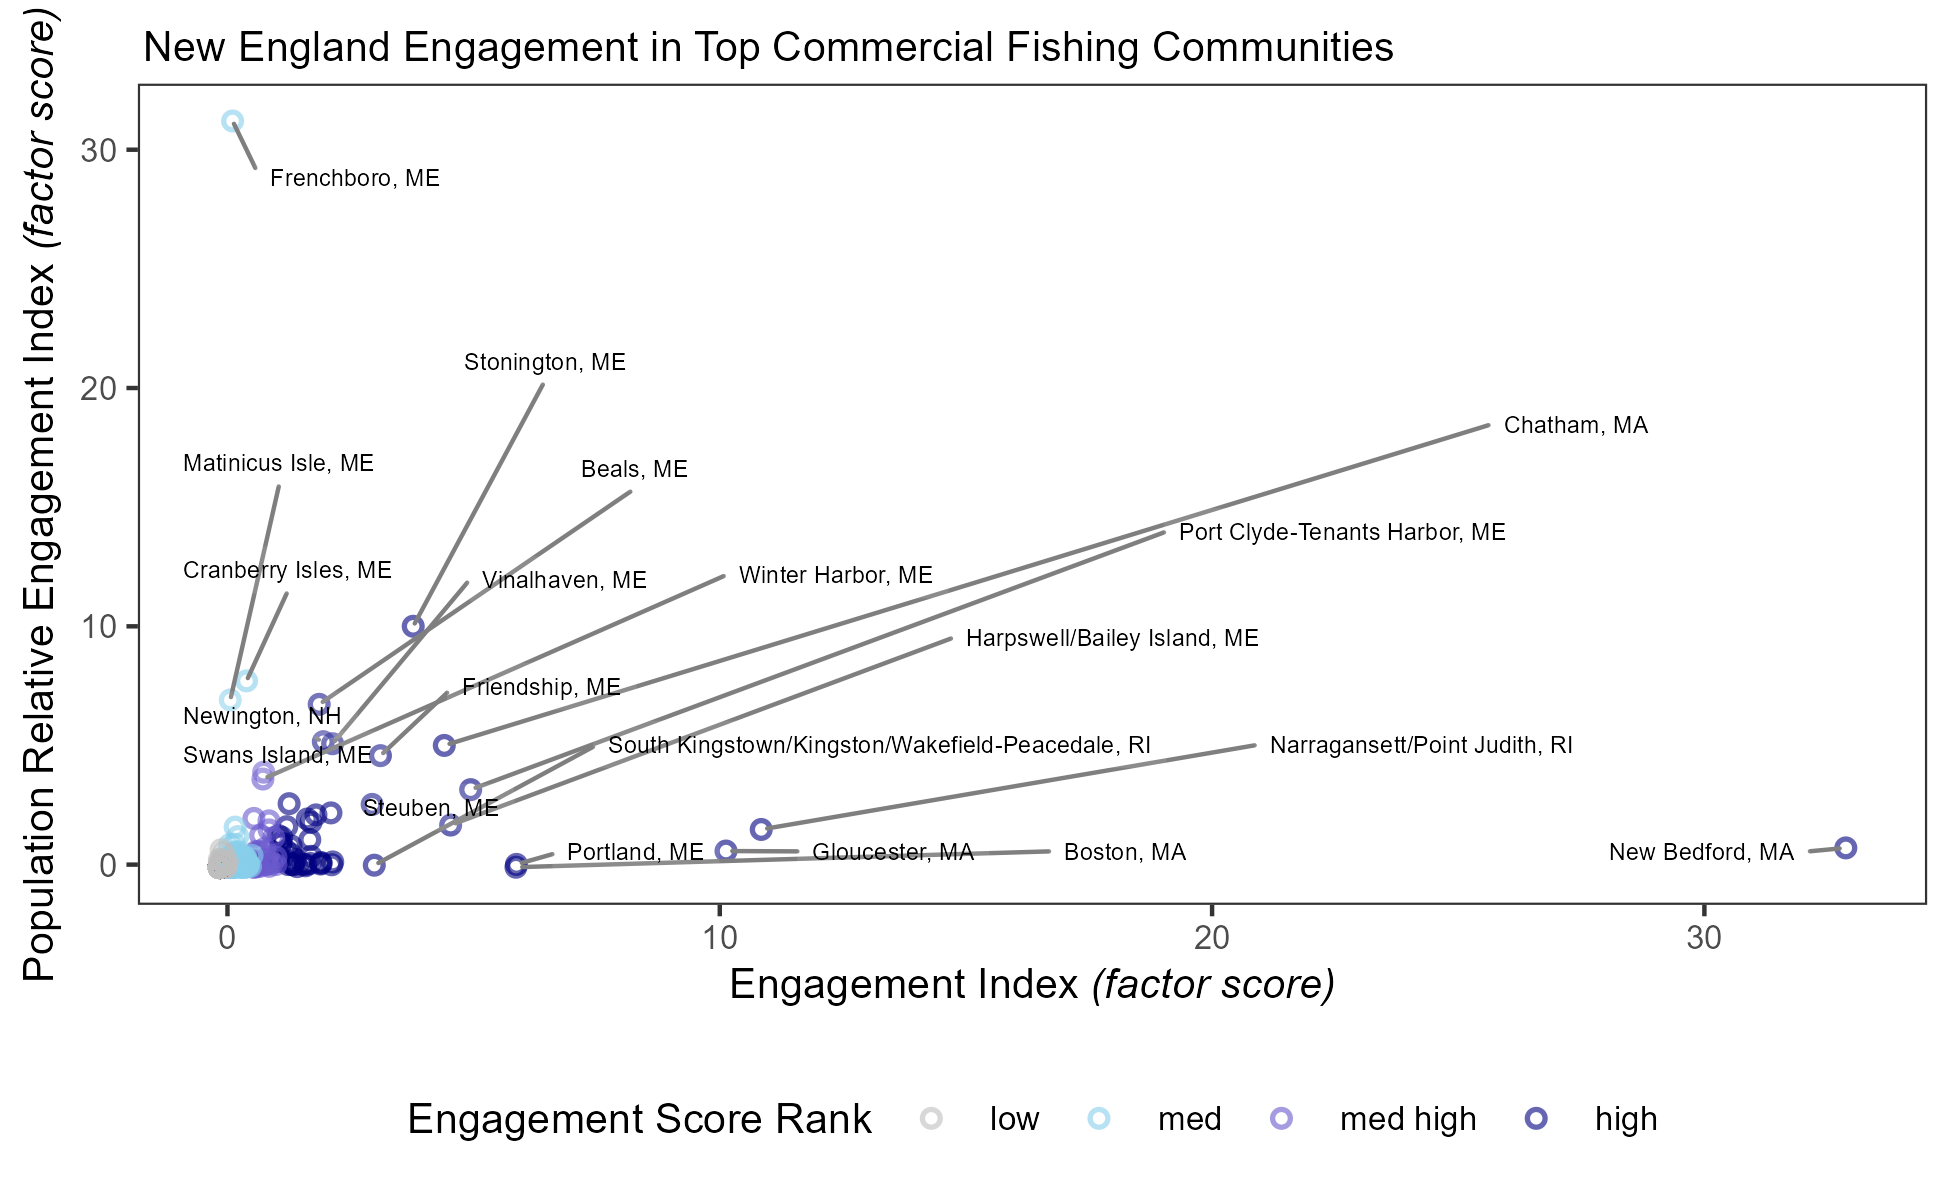 New England Engagement in Top Commercial Fishing Communities
Population Relative Engagement Index (factor score)
30
20
10
0
Frenchboro, ME
Stonington, ME
Chatham, MA
Matinicus Isle, ME
Beals, ME
Port Clyde-Tenants Harbor, ME
Cranberry Isles, ME
Vinalhaven, ME
Winter Harbor, ME
Harpswell/Bailey Island, ME
Friendship, ME
Newington, NH
Swans Island, ME
South Kingstown/Kingston/Wakefield-Peacedale, RI
Narragansett/Point Judith, RI
Steuben, ME
Portland, ME
Gloucester, MA
Boston, MA
New Bedford, MA
0
10
20
30
Engagement Index (factor score)
Engagement Score Rank
low
med
med high
high